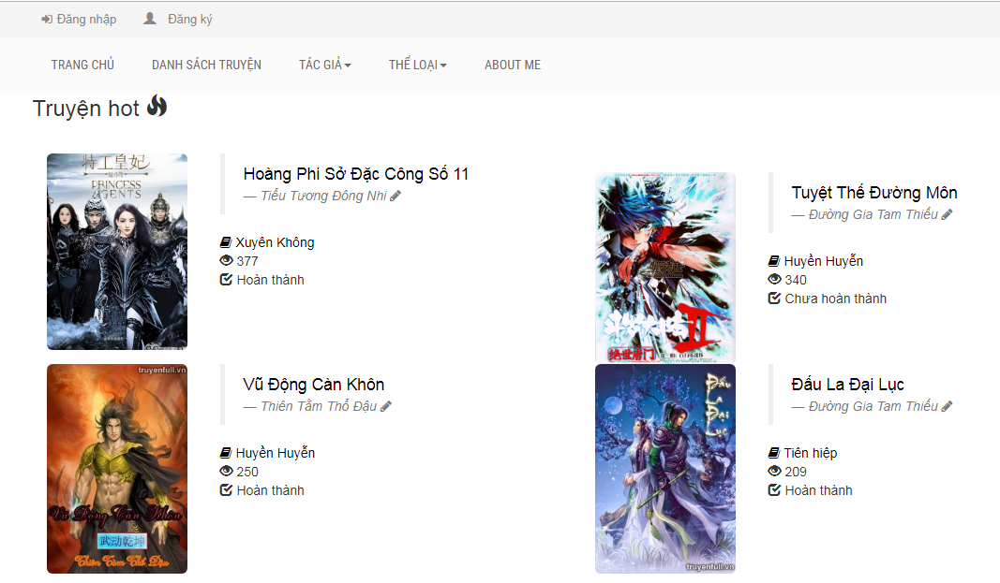 Đăng nhập Đăng ký
TRANG CHỦ DANH SÁCH TRUYỆN TÁC GIẢ THỂ LOẠI ABOUT ME
Truyện hot
特工皇妃
PRINCESS
AGENTS
Hoàng Phi Sở Đặc Công Số 11
— Tiểu Tương Đông Nhi
Xuyên Không
377
Hoàn thành
II
绝世唐门
Tuyệt Thế Đường Môn
— Đường Gia Tam Thiếu
Huyền Huyễn
340
Chưa hoàn thành
truyenfull.vn
Vũ Động Càn Khôn
武动乾坤
Thiên Tàm Thổ Đậu
Vũ Động Càn Khôn
— Thiên Tằm Thổ Đậu
Huyền Huyễn
250
Hoàn thành
Đấu
La
Đại
Lục
truyenfull.vn
Đấu La Đại Lục
— Đường Gia Tam Thiếu
Tiên hiệp
209
Hoàn thành